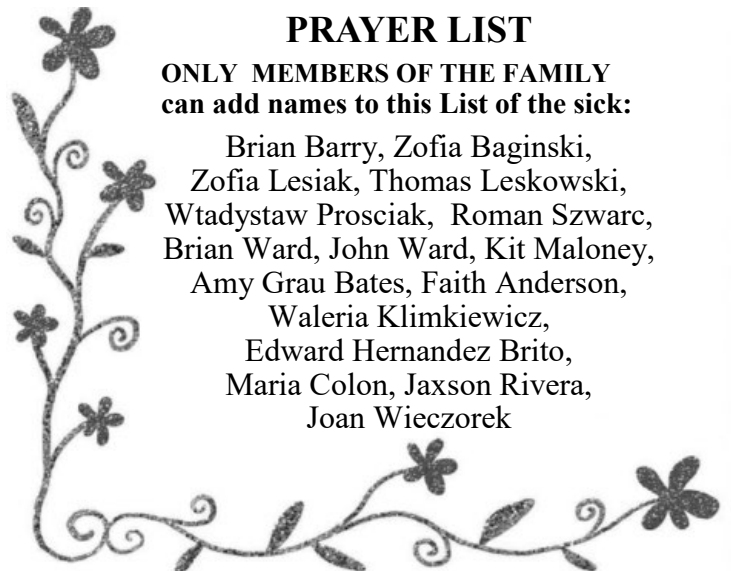 PRAYER LIST
ONLY MEMBERS OF THE FAMILY
can add names to this List of the sick:
Brian Barry, Zofia Baginski,
Zofia Lesiak, Thomas Leskowski,
Wtadystaw Prosciak, Roman Szwarc,
Brian Ward, John Ward, Kit Maloney,
Amy Grau Bates, Faith Anderson,
Waleria Klimkiewicz,
Edward Hernandez Brito,
Maria Colon, Jaxson Rivera,
Joan Wieczorek